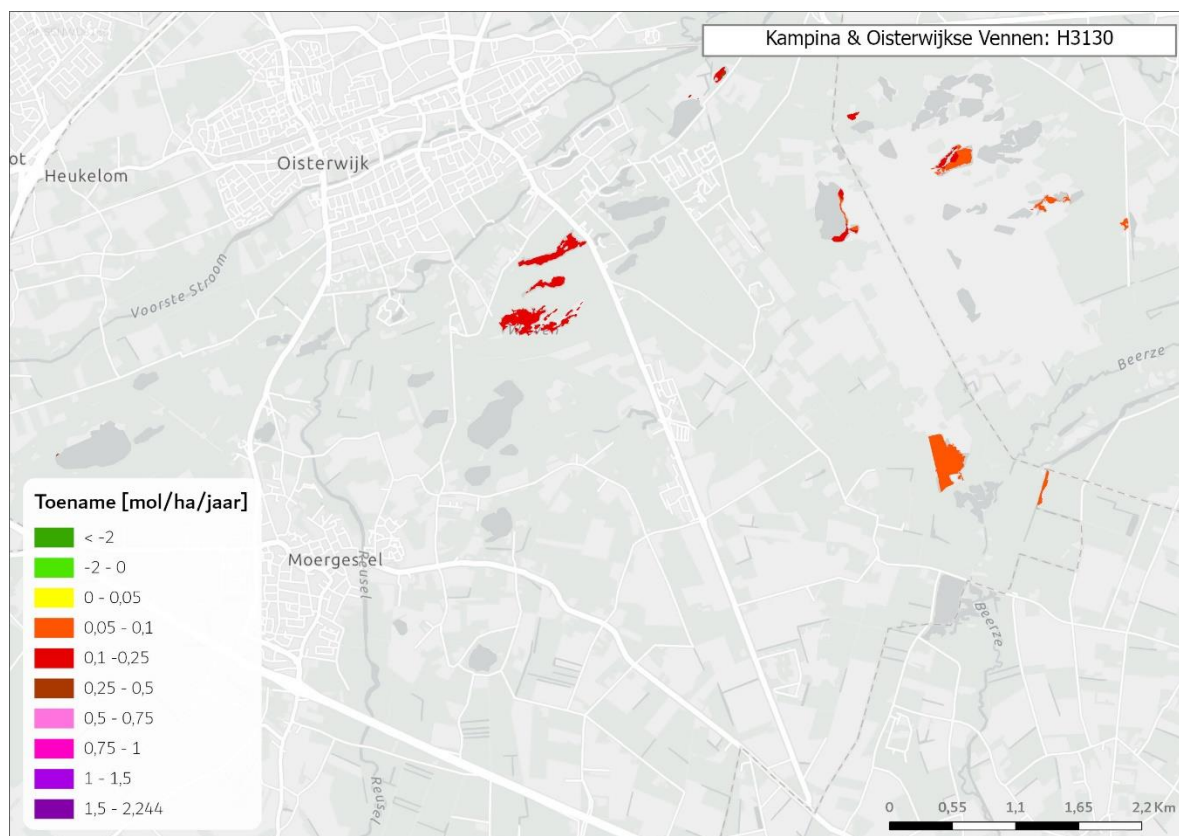 Kampina & Oisterwijkse Vennen: H3130
Oisterwijk
ot
Heukelom
Voorste-Stroom
Beerze
Moergestel
Reusel
Beerze
Reusel
Toename [mol/ha/jaar]
< -2
-2 - 0
0 - 0,05
0,05 - 0,1
0,1 -0,25
0,25 - 0,5
0,5 - 0,75
0,75 - 1
1 - 1,5
1,5 - 2,244
0 0,55 1,1 1,65 2,2 Km